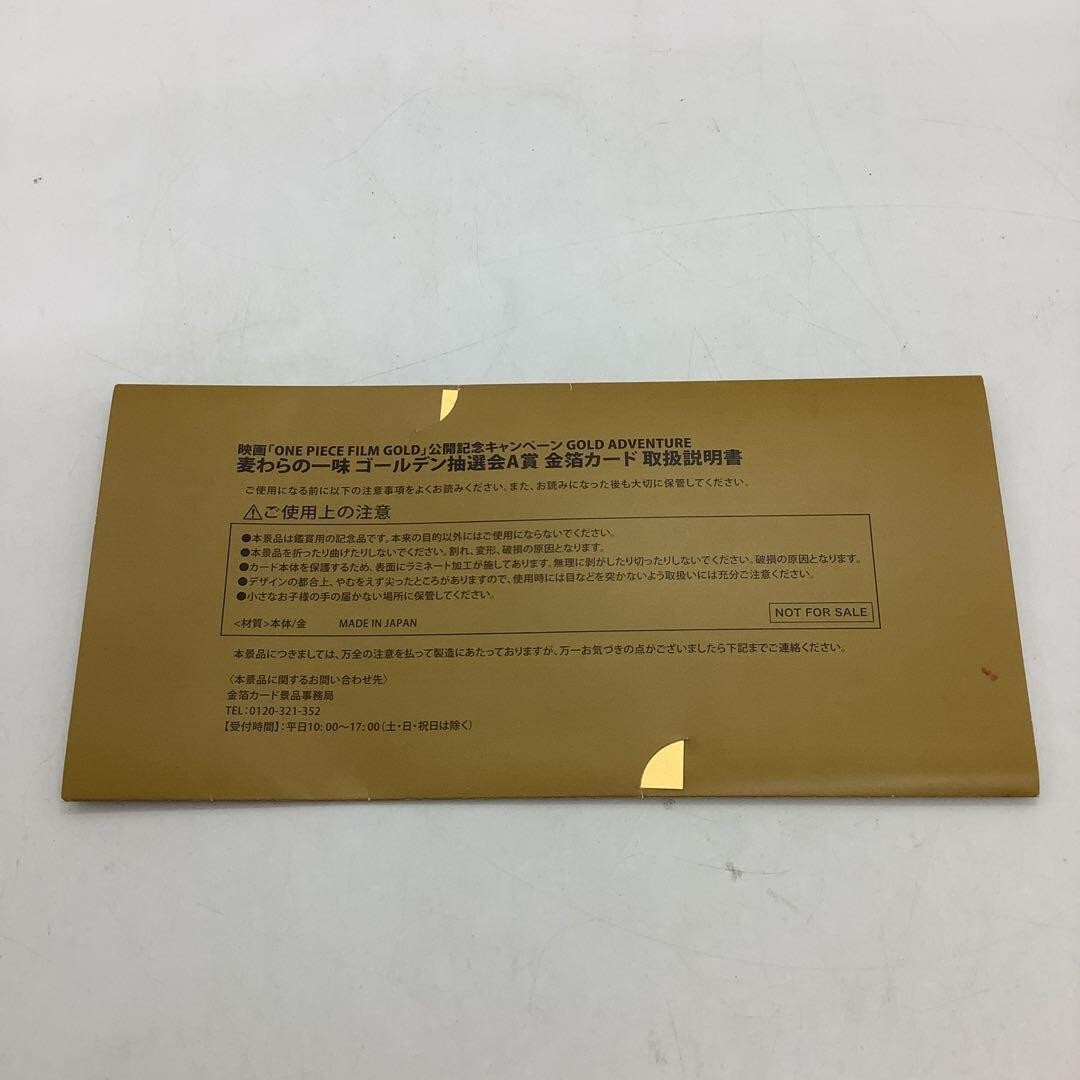 映画「ONE PIECE FILM GOLD」公開記念キャンペーン GOLD ADVENTURE
麦わらの一味 ゴールデン抽選会A賞 金箔カード 取扱説明書
ご使用になる前に以下の注意事項をよくお読みください。また、お読みになった後も大切に保管してください。
⚠ご使用上の注意
●本景品は鑑賞用の記念品です。本来の目的以外にはご使用にならないでください。
●本景品を折ったり曲げたりしないでください。割れ、変形、破損の原因となります。
●カード本体を保護するため、表面にラミネート加工が施してあります。無理に剥がしたり切ったりしないでください。破損の原因となります。
●デザインの都合上、やむをえず尖ったところがありますので、使用時には目などを突かないよう取扱いには充分ご注意ください。
●小さなお子様の手の届かない場所に保管してください。
NOT FOR SALE
<材質>本体/金 MADE IN JAPAN
本景品につきましては、万全の注意を払って製造にあたっておりますが、万一お気づきの点がございましたら下記までご連絡ください。
〈本景品に関するお問い合わせ先〉
金箔カード景品事務局
TEL:0120-321-352
【受付時間】:平日10:00〜17:00(土・日・祝日は除く)